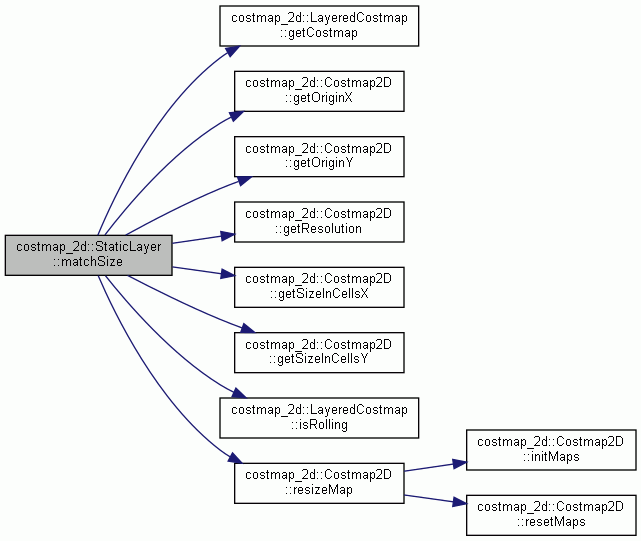 costmap_2d::LayeredCostmap
::getCostmap
costmap_2d::Costmap2D
::getOriginX
costmap_2d::Costmap2D
::getOriginY
costmap_2d::StaticLayer
::matchSize
costmap_2d::Costmap2D
::getResolution
costmap_2d::Costmap2D
::getSizeInCellsX
costmap_2d::Costmap2D
::getSizeInCellsY
costmap_2d::LayeredCostmap
::isRolling
costmap_2d::Costmap2D
::resizeMap
costmap_2d::Costmap2D
::initMaps
costmap_2d::Costmap2D
::resetMaps